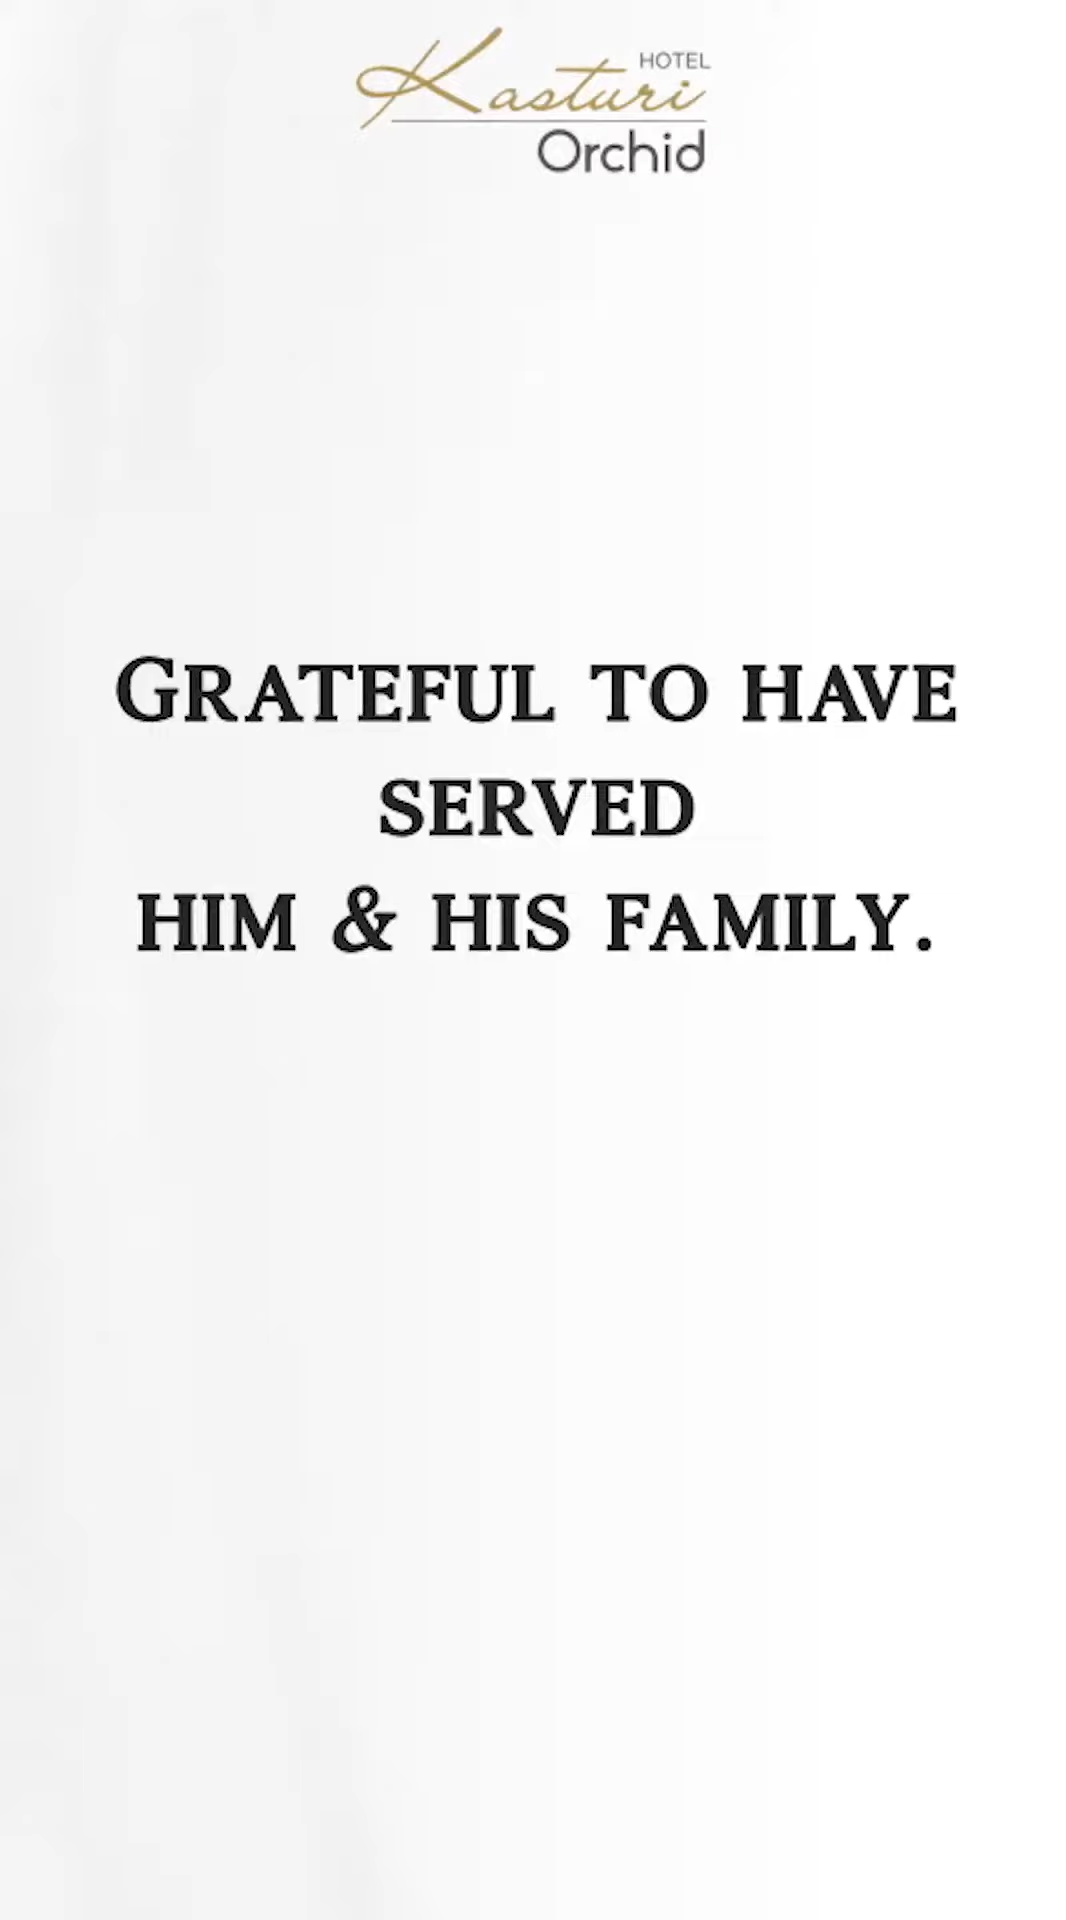 HOTEL
Kasturi
Orchid
GRATEFUL TO HAVE
SERVED
HIM & HIS FAMILY.